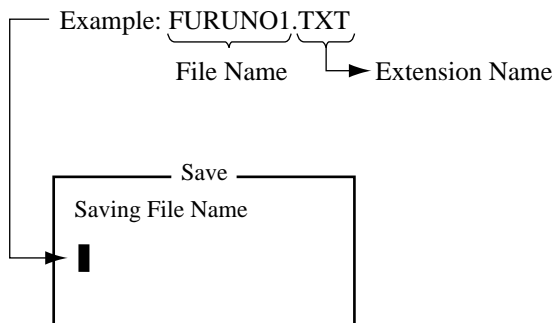 Example: FURUNO1.TXT
File Name
Extension Name
Save
Saving File Name